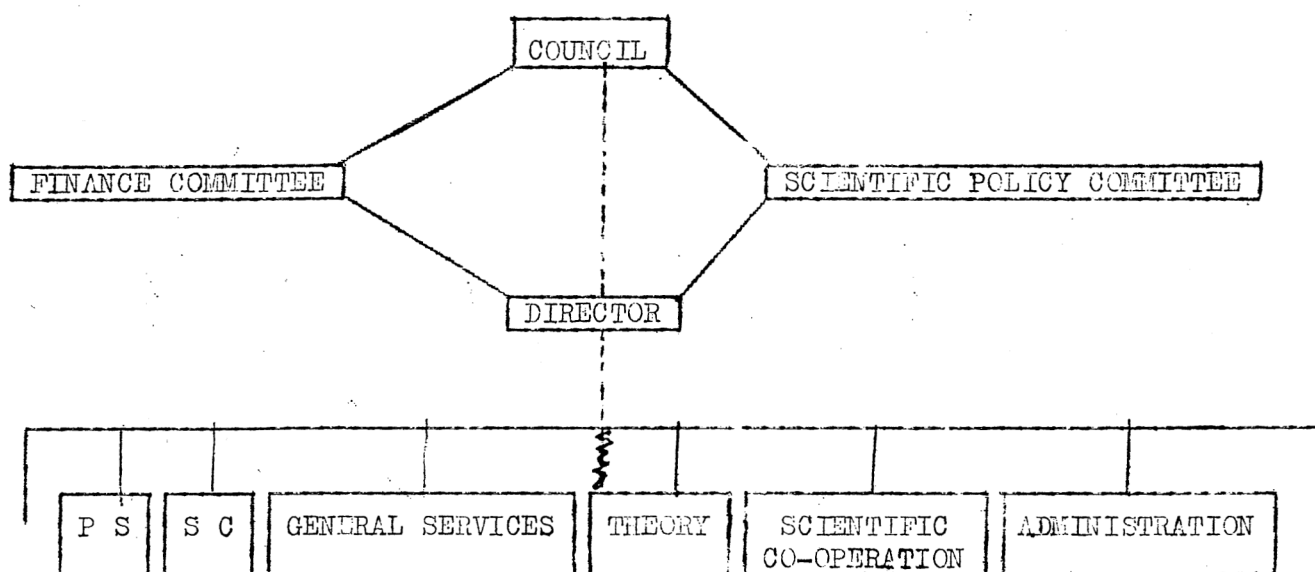 COUNCIL
FINANCE COMMITTEE
SCIENTIFIC POLICY COMMITTEE
DIRECTOR
P S
S C
GENERAL SERVICES
THEORY
SCIENTIFIC
CO-OPERATION
ADMINISTRATION